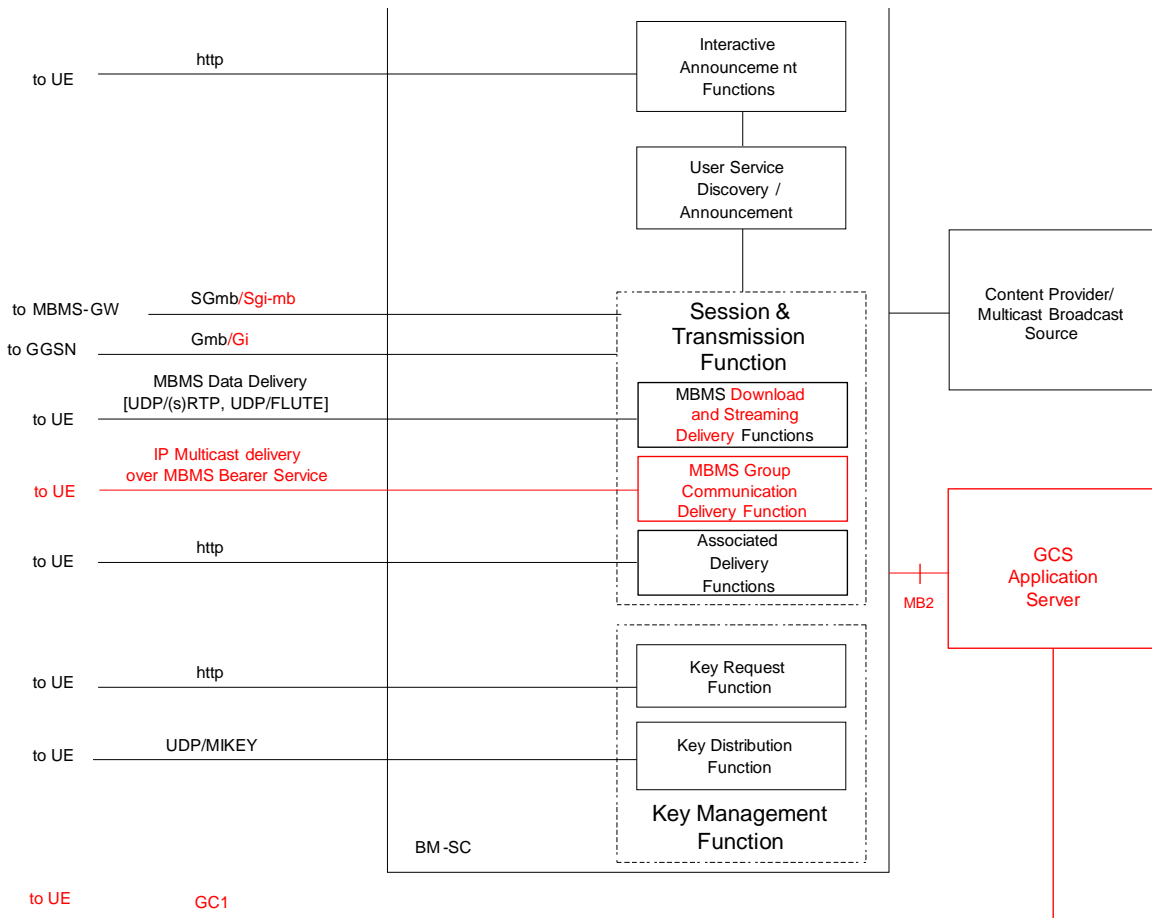 Interactive
Announceme nt
Functions
http
to UE
User Service
Discovery /
Announcement
SGmb/Sgi-mb
to MBMS-GW
Gmb/Gi
to GGSN
Session &
Transmission
Function
Content Provider/
Multicast Broadcast
Source
MBMS Data Delivery
[UDP/(s)RTP, UDP/FLUTE]
to UE
MBMS Download
and Streaming
Delivery Functions
IP Multicast delivery
over MBMS Bearer Service
to UE
MBMS Group
Communication
Delivery Function
http
to UE
Associated
Delivery
Functions
MB2
GCS
Application
Server
http
to UE
Key Request
Function
UDP/MIKEY
to UE
Key Distribution
Function
Key Management
Function
BM-SC
to UE
GC1